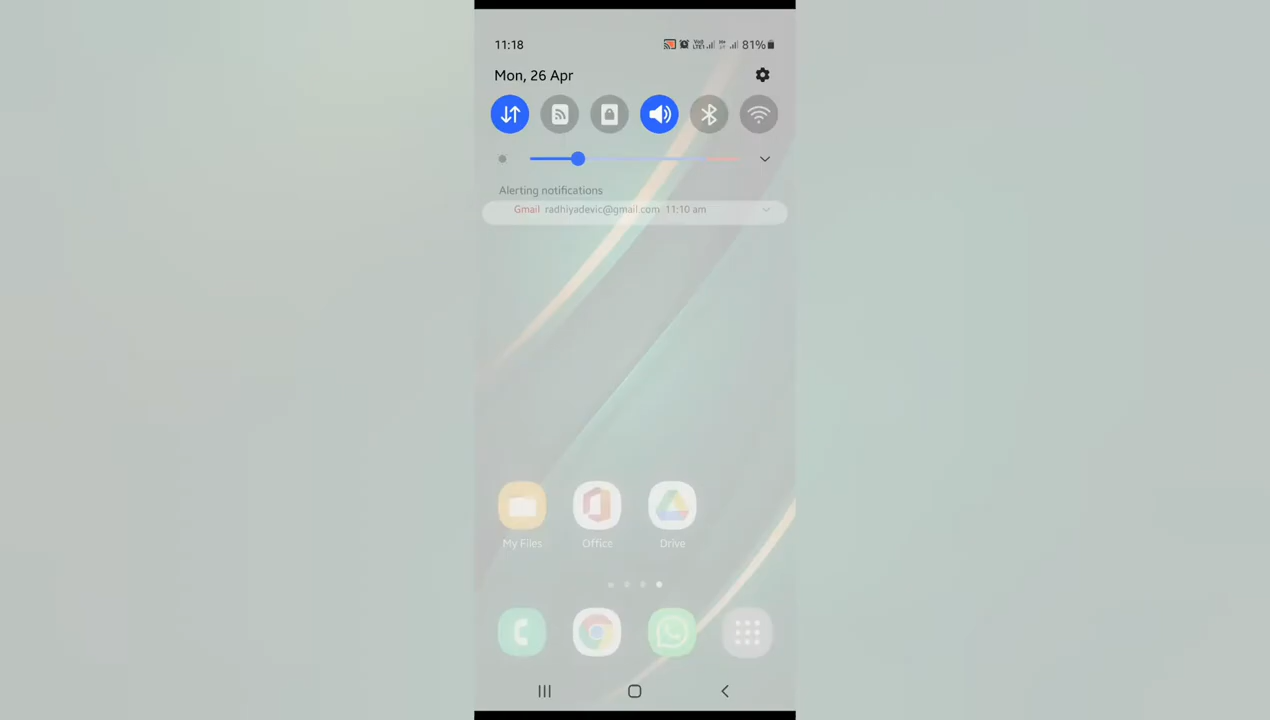 11:18 81%
Mon, 26 Apr
Alerting notifications
Gmail radhiyadevic@gmail.com 11:10 am
My Files Office Drive